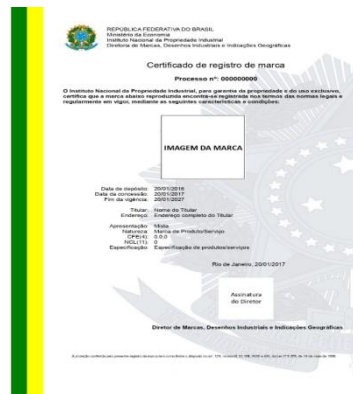 REPÚBLICA FEDERATIVA DO BRASIL
Ministério da Economia
Instituto Nacional da Propriedade Industrial
Diretoria de Marcas, Desenhos Industriais e Indicações Geográficas
Certificado de registro de marca
Processo nº: 000000000
O Instituto Nacional da Propriedade Industrial, para garantia da propriedade e do uso exclusivo,
certifica que a marca abaixo reproduzida encontra-se registrada nos termos das normas legais e
regularmente em vigor, mediante as seguintes características e condições:
IMAGEM DA MARCA
Data de depósito: 20/01/2016
Data da concessão: 20/01/2017
Fim da vigência: 20/01/2027
Titular: Nome do Titular
Endereço: Endereço completo do Titular
Apresentação: Mista
Natureza: Marca de Produto/Serviço
CFE(4): 0.0.0
NCL(11): 0
Especificação: Especificação de produtos/serviços
Rio de Janeiro, 20/01/2017
Assinatura
do Diretor
Diretor de Marcas, Desenhos Industriais e Indicações Geográficas